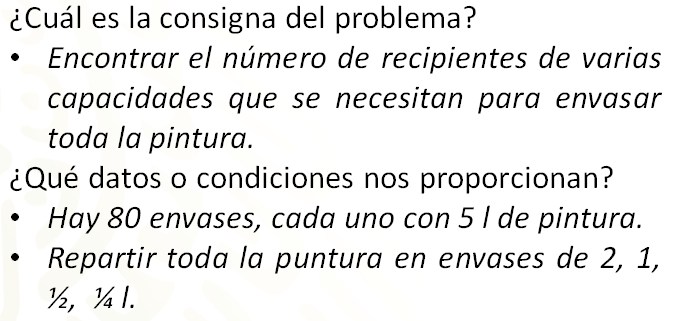 ¿Cuál es la consigna del problema?
• Encontrar el número de recipientes de varias
capacidades que se necesitan para envasar
toda la pintura.
¿Qué datos o condiciones nos proporcionan?
• Hay 80 envases, cada uno con 5 l de pintura.
• Repartir toda la puntura en envases de 2, 1,
½, ¼ l.